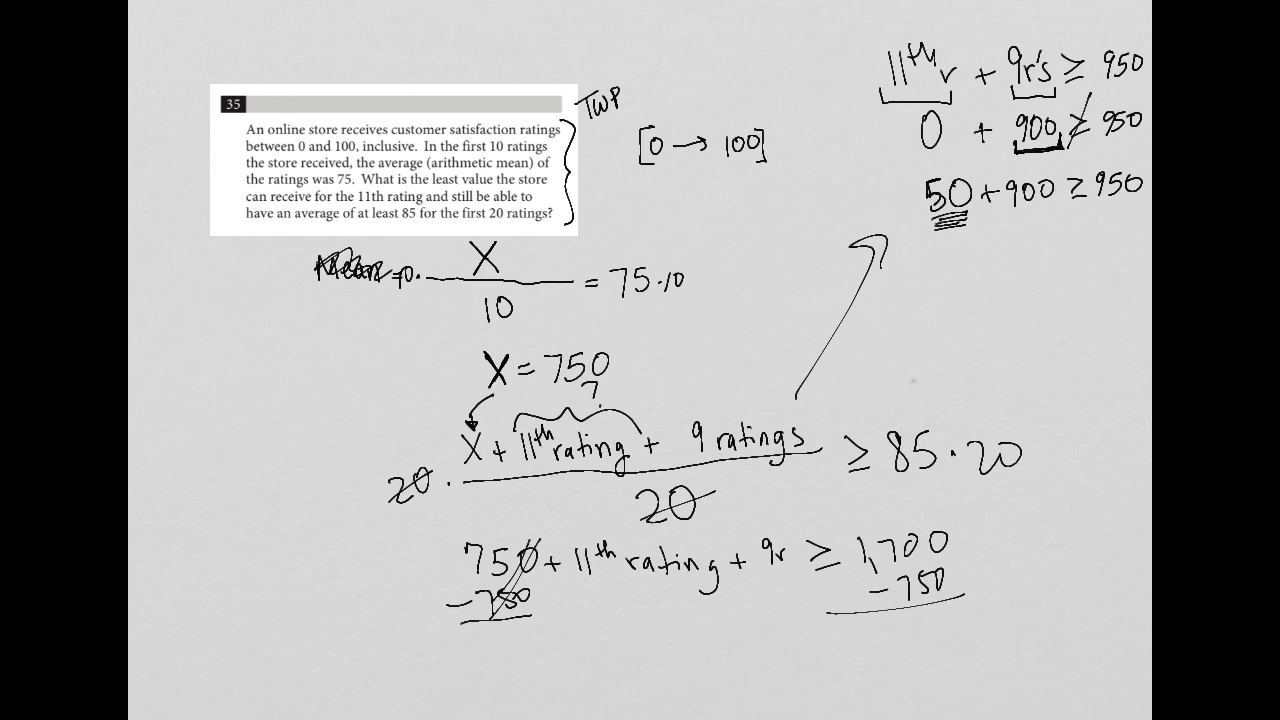 35
An online store receives customer satisfaction ratings
between 0 and 100, inclusive. In the first 10 ratings
the store received, the average (arithmetic mean) of
the ratings was 75. What is the least value the store
can receive for the 11th rating and still be able to
have an average of at least 85 for the first 20 ratings?
TWP
[0 → 100]
X
10 = 75·10
X = 750
?
X + 11th rating + 9 ratings
20 · 20 ≥ 85·20
750 + 11th rating + 9r ≥ 1,700
-750 -750
11th r + 9r's ≥ 950
0 + 900 ≥ 950
50 + 900 ≥ 950